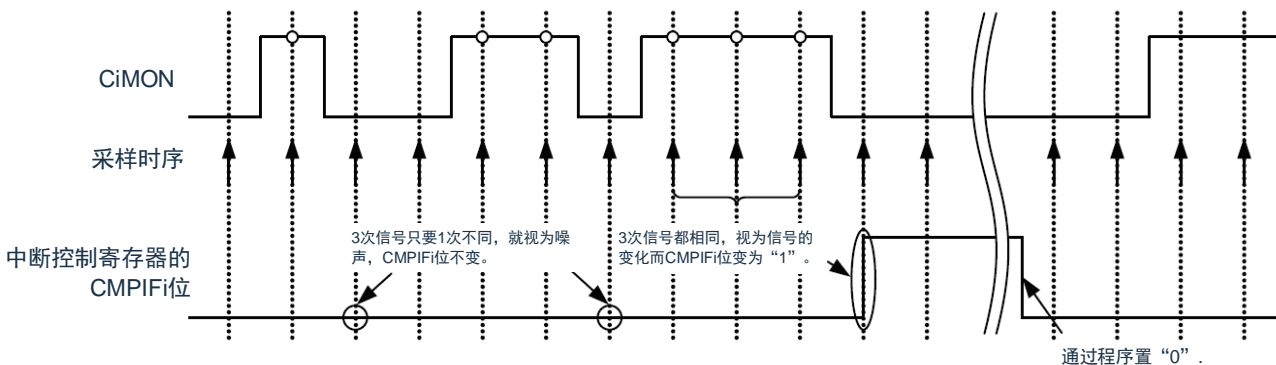 CiMON
采样时序
3次信号只要1次不同，就视为噪
声，CMPIFi位不变。
3次信号都相同，视为信号的
变化而CMPIFi位变为“1”。
中断控制寄存器的
CMPIFi位
通过程序置“0”.